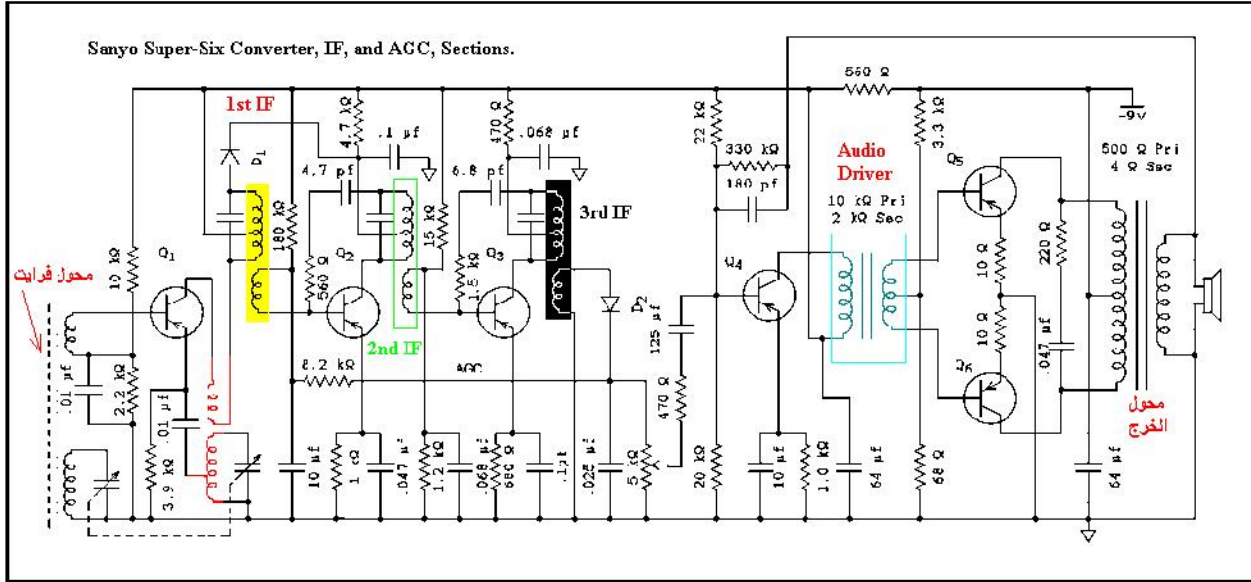 Sanyo Super-Six Converter, IF, and AGC, Sections.
1st IF
D1
4.7 kΩ
.1 µf
470 Ω
.068 µf
4.7 pf
6.8 pf
3rd IF
22 kΩ
330 kΩ
180 pf
560 Ω
-9v
3.3 kΩ
500 Ω Pri
4 Ω Sec
Audio
Driver
10 kΩ Pri
2 kΩ Sec
Q5
10 kΩ
Q1
180 kΩ
560 Ω
Q2
15 kΩ
1.5 kΩ
Q3
D2
Q4
10 Ω
220 Ω
10 Ω
محول فرايت
2nd IF
8.2 kΩ
AGC
125 µf
470 Ω
Q6
.047 µf
محول
الخرج
.01 µf
2.2 kΩ
.01 µf
3.9 kΩ
10 µf
1 kΩ
.047 µf
1.2 kΩ
.068 µf
680 Ω
.1µf
.028 µf
5 kΩ
20 kΩ
10 µf
1.0 kΩ
64 µf
68 Ω
64 µf